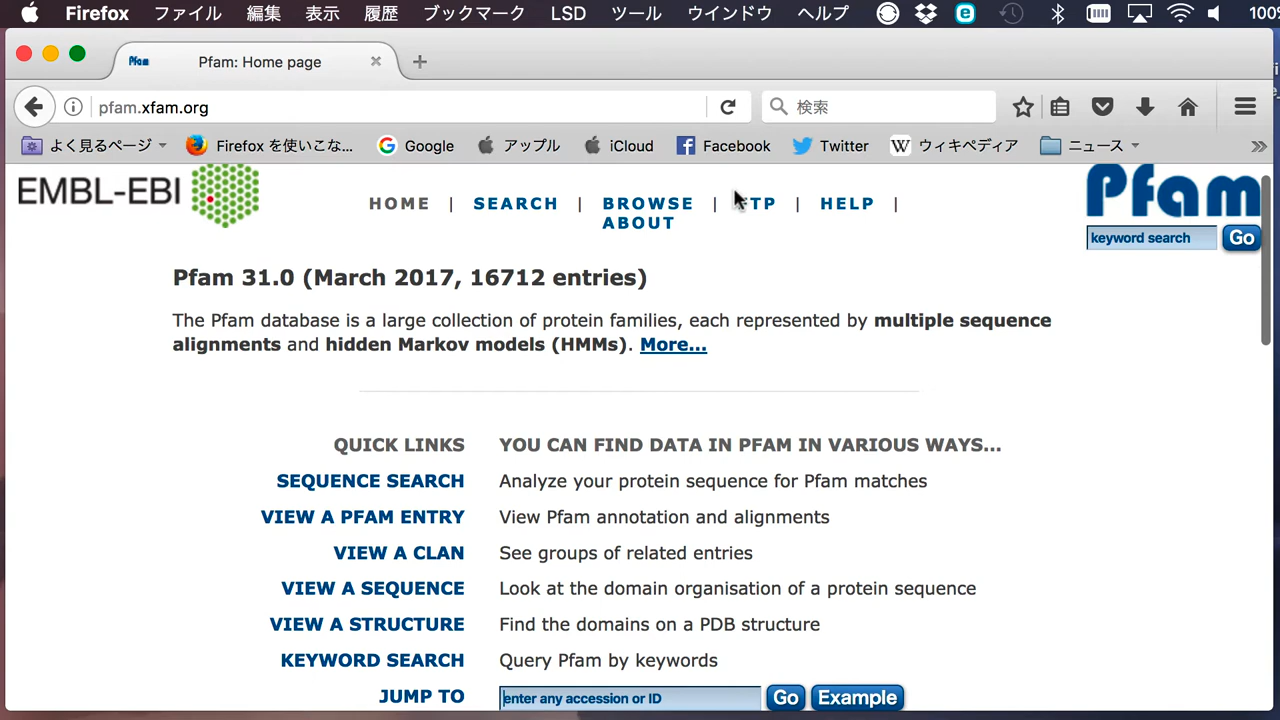 Firefox ファイル 編集 表示 履歴 ブックマーク LSD ツール ウインドウ ヘルプ
Pfam Pfam: Home page
pfam.xfam.org 検索
よく見るページ Firefox を使いこな... Google アップル iCloud Facebook Twitter W ウィキペディア ニュース
EMBL-EBI HOME | SEARCH | BROWSE | TP | HELP | Pfam
ABOUT keyword search Go
Pfam 31.0 (March 2017, 16712 entries)
The Pfam database is a large collection of protein families, each represented by multiple sequence
alignments and hidden Markov models (HMMs). More...
QUICK LINKS YOU CAN FIND DATA IN PFAM IN VARIOUS WAYS...
SEQUENCE SEARCH Analyze your protein sequence for Pfam matches
VIEW A PFAM ENTRY View Pfam annotation and alignments
VIEW A CLAN See groups of related entries
VIEW A SEQUENCE Look at the domain organisation of a protein sequence
VIEW A STRUCTURE Find the domains on a PDB structure
KEYWORD SEARCH Query Pfam by keywords
JUMP TO enter any accession or ID Go Example